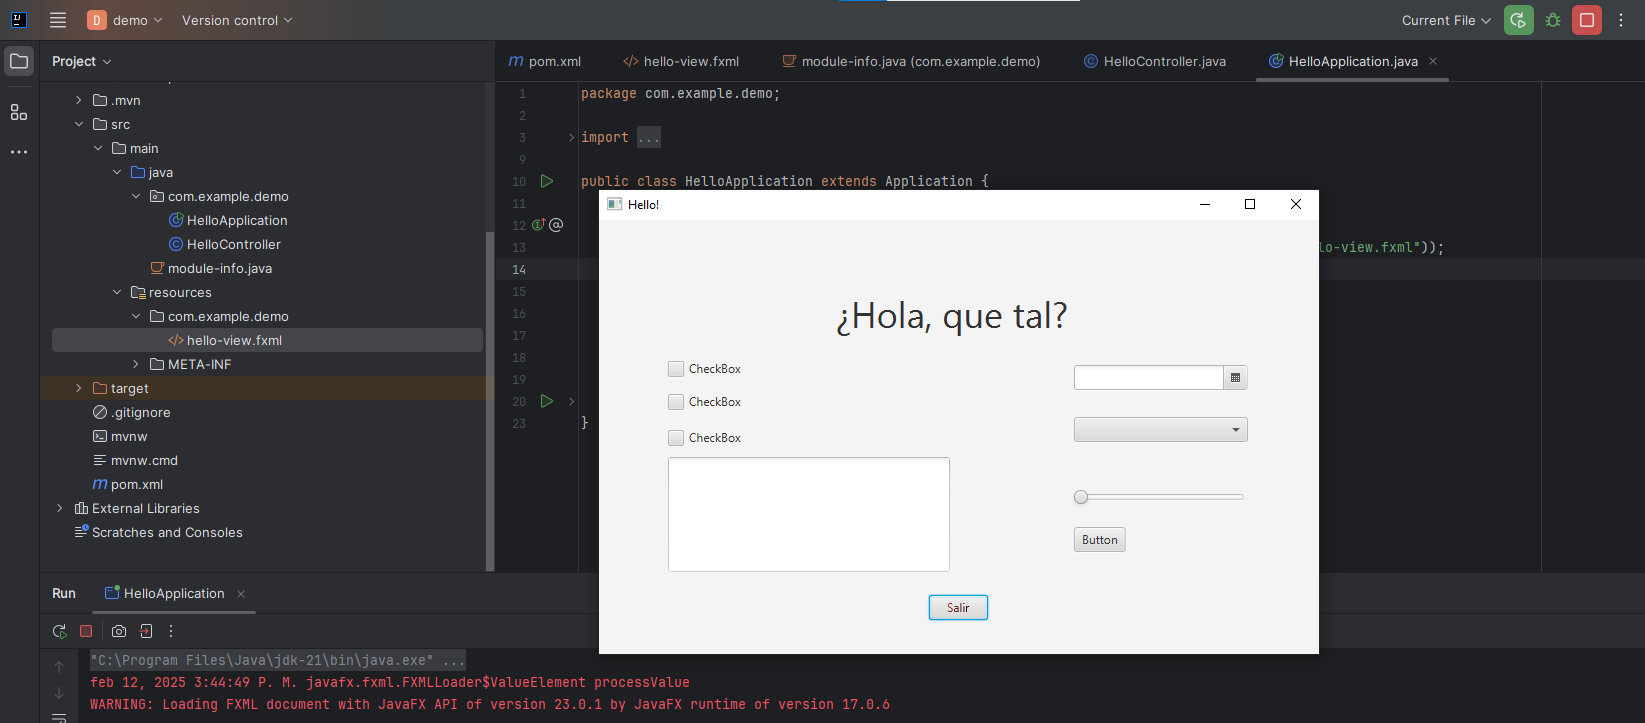 D demo Version control Current File
Project
pom.xml hello-view.fxml module-info.java (com.example.demo) HelloController.java HelloApplication.java
.mvn
src
main
java
com.example.demo
HelloApplication
HelloController
module-info.java
resources
com.example.demo
hello-view.fxml
META-INF
target
.gitignore
mvnw
mvnw.cmd
pom.xml
External Libraries
Scratches and Consoles
1 package com.example.demo;
2
3 import ...
9
10 public class HelloApplication extends Application {
11
12
13 lo-view.fxml"));
14
15
16
17
18
19
20
23 }
Hello!
¿Hola, que tal?
CheckBox
CheckBox
CheckBox
Button
Salir
Run HelloApplication
"C:\Program Files\Java\jdk-21\bin\java.exe" ...
feb 12, 2025 3:44:49 P. M. javafx.fxml.FXMLLoader$ValueElement processValue
WARNING: Loading FXML document with JavaFX API of version 23.0.1 by JavaFX runtime of version 17.0.6